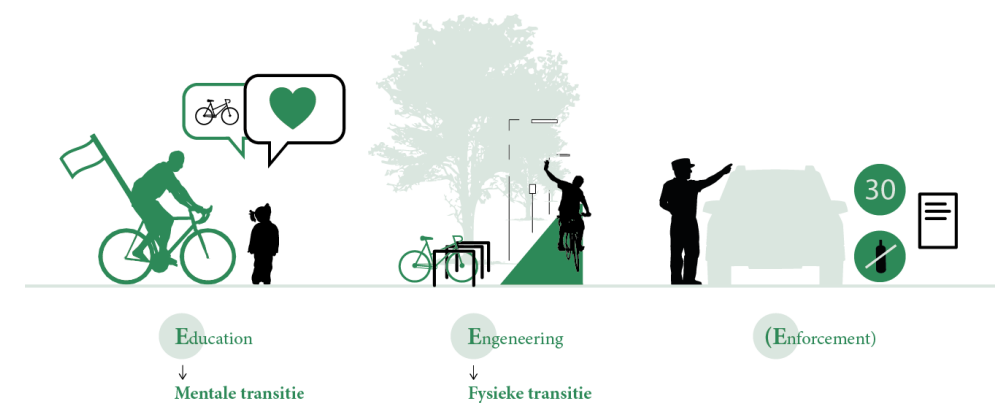 30
Education
Engeneering
(Enforcement)
Mentale transitie
Fysieke transitie